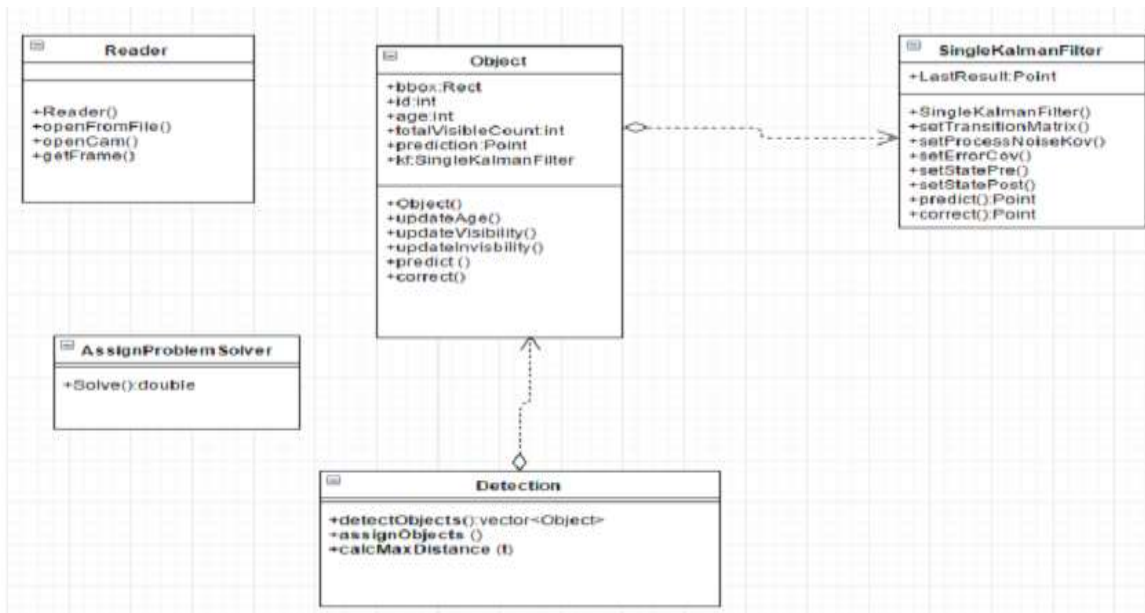 Reader
+Reader()
+openFromFile()
+openCam()
+getFrame()
Object
+bbox:Rect
+id:int
+age:int
+totalVisibleCount:int
+prediction:Point
+kf:SingleKalmanFilter
+Object()
+updateAge()
+updateVisibility()
+updateInvisbility()
+predict ()
+correct()
SingleKalmanFilter
+LastResult:Point
+SingleKalmanFilter()
+setTransitionMatrix()
+setProcessNoiseKov()
+setErrorCov()
+setStatePre()
+setStatePost()
+predict():Point
+correct():Point
AssignProblemSolver
+Solve():double
Detection
+detectObjects():vector<Object>
+assignObjects ()
+calcMaxDistance (f)